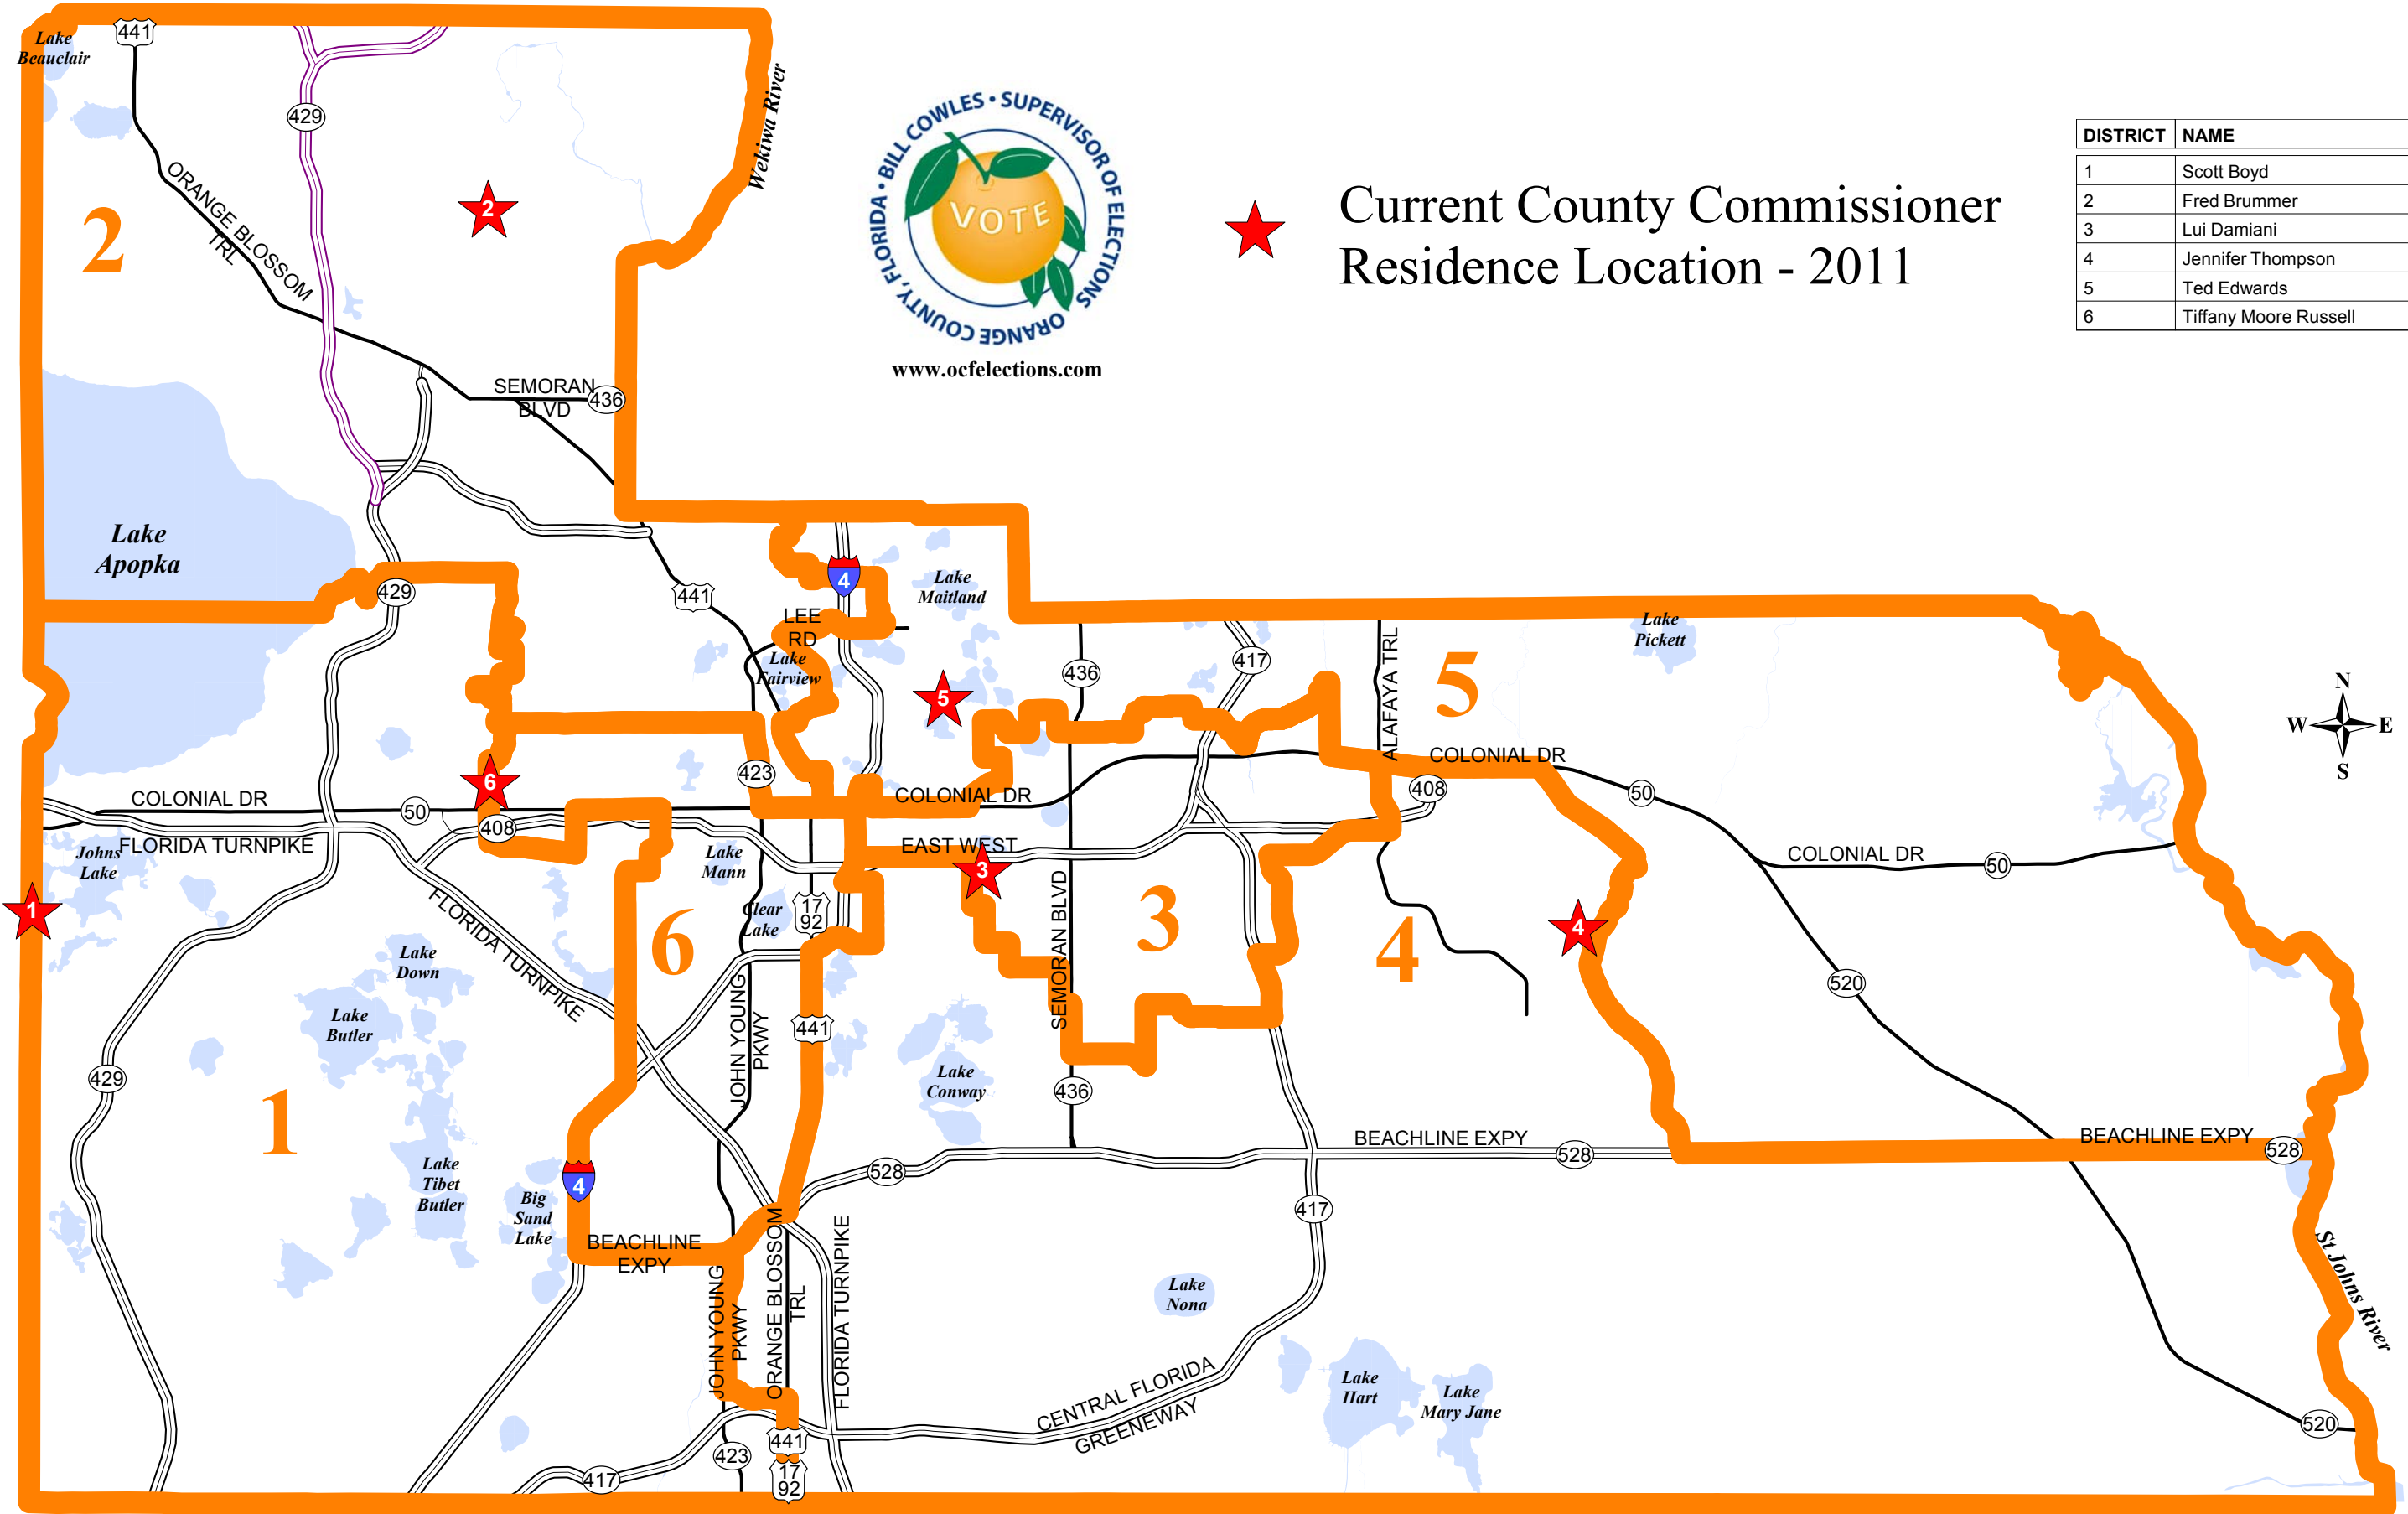 BILL COWLES • SUPERVISOR OF ELECTIONS
ORANGE COUNTY, FLORIDA •
VOTE
www.ocfelections.com
Current County Commissioner
Residence Location - 2011
DISTRICT NAME
1 Scott Boyd
2 Fred Brummer
3 Lui Damiani
4 Jennifer Thompson
5 Ted Edwards
6 Tiffany Moore Russell
Lake
Beauclair
441
429
Wekiwa River
ORANGE BLOSSOM
TRL
2
2
SEMORAN
BLVD
436
Lake
Apopka
429
441
4
LEE
RD
Lake
Fairview
Lake
Maitland
5
436
417
ALAFAYA TRL
5
Lake
Pickett
N
W
E
S
6
423
COLONIAL DR
50
408
FLORIDA TURNPIKE
COLONIAL DR
COLONIAL DR
408
50
COLONIAL DR
50
Johns
Lake
1
Lake
Mann
EAST WEST
3
Clear
Lake
17
92
6
SEMORAN BLVD
3
4
4
520
FLORIDA TURNPIKE
Lake
Down
Lake
Butler
JOHN YOUNG
PKWY
441
Lake
Conway
436
429
1
Lake
Tibet
Butler
Big
Sand
Lake
4
528
BEACHLINE EXPY
528
BEACHLINE EXPY
528
417
BEACHLINE
EXPY
JOHN YOUNG
PKWY
ORANGE BLOSSOM
TRL
FLORIDA TURNPIKE
Lake
Nona
St Johns River
CENTRAL FLORIDA
GREENEWAY
Lake
Hart
Lake
Mary Jane
520
417
423
441
17
92